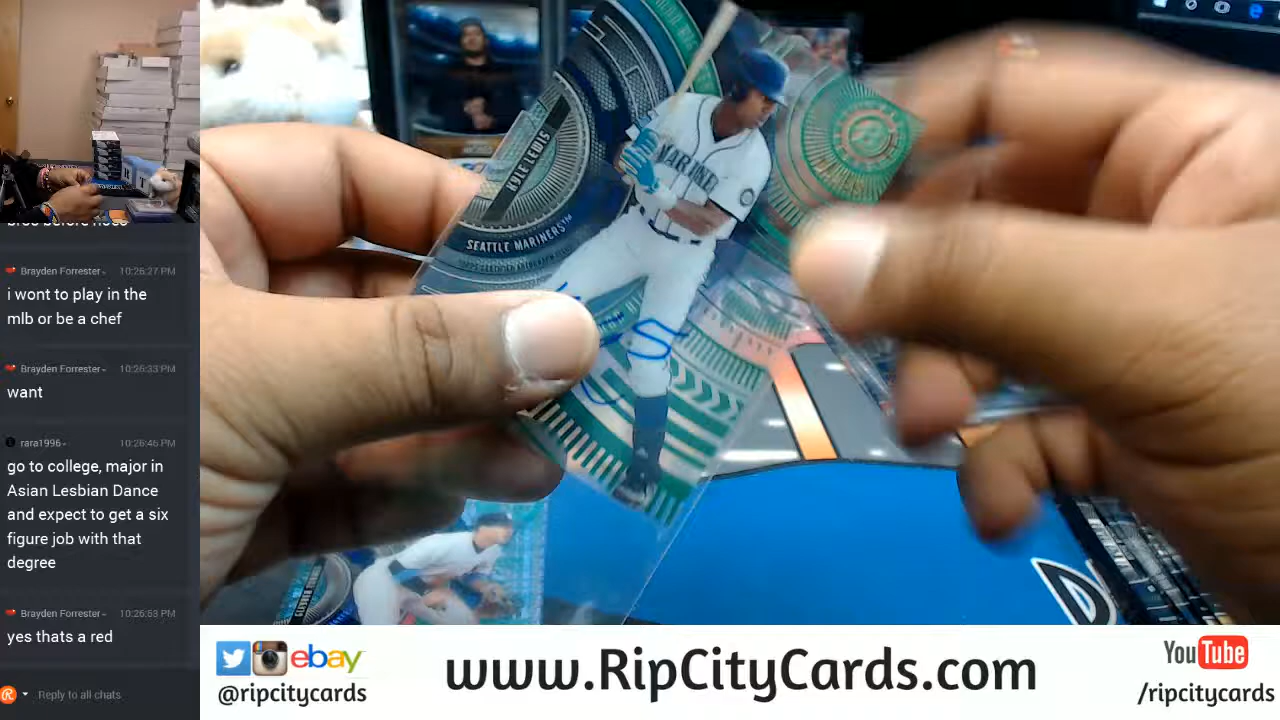 Brayden Forrester- 10:26:27 PM
i wont to play in the
mlb or be a chef
Brayden Forrester- 10:26:33 PM
want
rara1996- 10:26:46 PM
go to college, major in
Asian Lesbian Dance
and expect to get a six
figure job with that
degree
Brayden Forrester- 10:26:53 PM
yes thats a red
Reply to all chats
KYLE LEWIS
SEATTLE MARINERS™
MARINERS
ebay
@ripcitycards
www.RipCityCards.com
YouTube
/ripcitycards